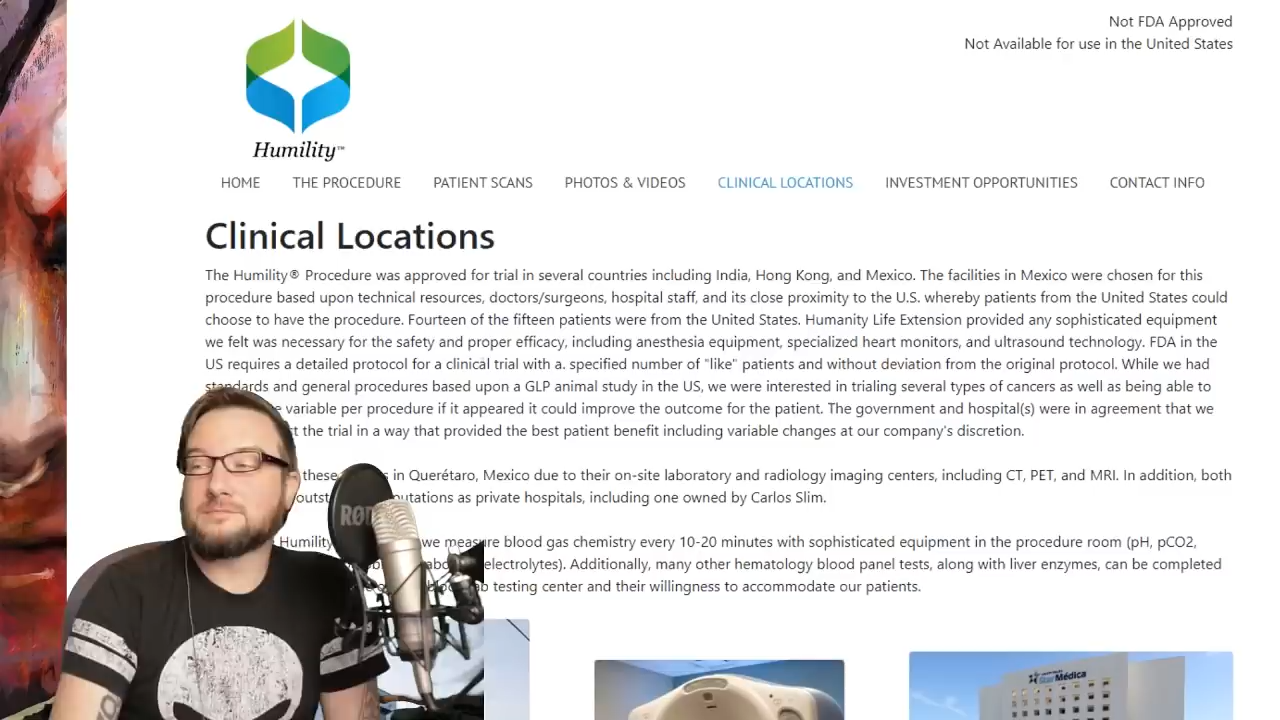 Not FDA Approved
Not Available for use in the United States
Humility™
HOME THE PROCEDURE PATIENT SCANS PHOTOS & VIDEOS CLINICAL LOCATIONS INVESTMENT OPPORTUNITIES CONTACT INFO
Clinical Locations
The Humility® Procedure was approved for trial in several countries including India, Hong Kong, and Mexico. The facilities in Mexico were chosen for this
procedure based upon technical resources, doctors/surgeons, hospital staff, and its close proximity to the U.S. whereby patients from the United States could
choose to have the procedure. Fourteen of the fifteen patients were from the United States. Humanity Life Extension provided any sophisticated equipment
we felt was necessary for the safety and proper efficacy, including anesthesia equipment, specialized heart monitors, and ultrasound technology. FDA in the
US requires a detailed protocol for a clinical trial with a. specified number of "like" patients and without deviation from the original protocol. While we had
standards and general procedures based upon a GLP animal study in the US, we were interested in trialing several types of cancers as well as being able to
variable per procedure if it appeared it could improve the outcome for the patient. The government and hospital(s) were in agreement that we
the trial in a way that provided the best patient benefit including variable changes at our company's discretion.
these in Querétaro, Mexico due to their on-site laboratory and radiology imaging centers, including CT, PET, and MRI. In addition, both
as private hospitals, including one owned by Carlos Slim.
Humility we measure blood gas chemistry every 10-20 minutes with sophisticated equipment in the procedure room (pH, pCO2,
electrolytes). Additionally, many other hematology blood panel tests, along with liver enzymes, can be completed
testing center and their willingness to accommodate our patients.
RØDE
Star Médica